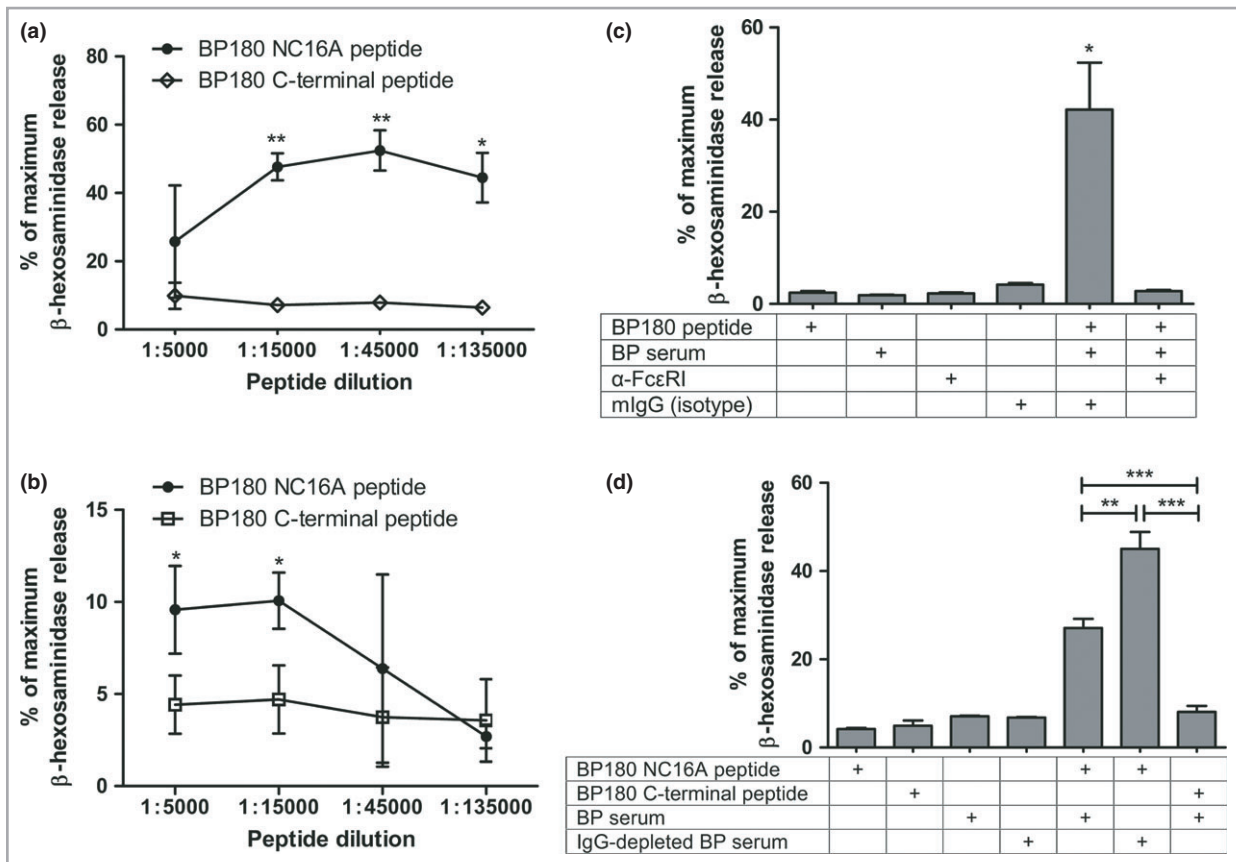 (a)
BP180 NC16A peptide
BP180 C-terminal peptide
% of maximum
β-hexosaminidase release
80
60
40
20
0
** ** *
1:5000 1:15000 1:45000 1:135000
Peptide dilution
(b)
BP180 NC16A peptide
BP180 C-terminal peptide
% of maximum
β-hexosaminidase release
15
10
5
0
* *
1:5000 1:15000 1:45000 1:135000
Peptide dilution
(c)
% of maximum
β-hexosaminidase release
60
40
20
0
*
BP180 peptide + + +
BP serum + + +
α-FcεRI + +
mIgG (isotype) + +
(d)
% of maximum
β-hexosaminidase release
60
40
20
0
***
** ***
BP180 NC16A peptide + + +
BP180 C-terminal peptide + +
BP serum + + +
IgG-depleted BP serum + +